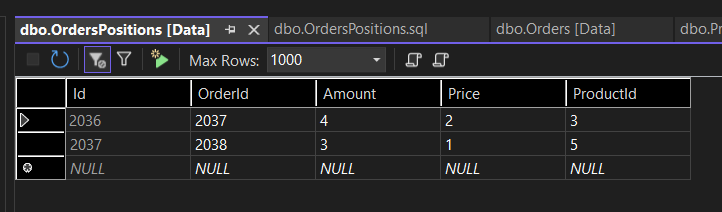 dbo.OrdersPositions [Data] dbo.OrdersPositions.sql dbo.Orders [Data] dbo.Pr
Max Rows: 1000
Id OrderId Amount Price ProductId
2036 2037 4 2 3
2037 2038 3 1 5
NULL NULL NULL NULL NULL